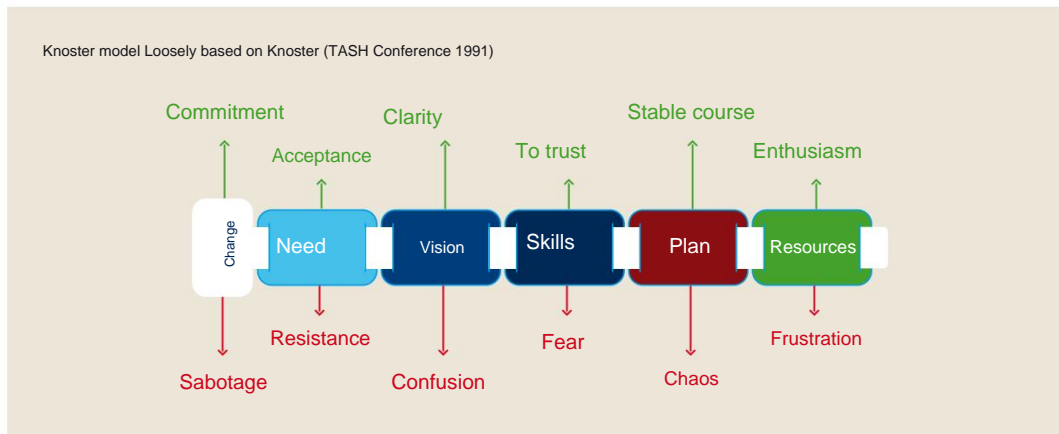 Knoster model Loosely based on Knoster (TASH Conference 1991)
Commitment
Clarity
Stable course
Acceptance
To trust
Enthusiasm
Change
Need
Vision
Skills
Plan
Resources
Resistance
Fear
Frustration
Sabotage
Confusion
Chaos